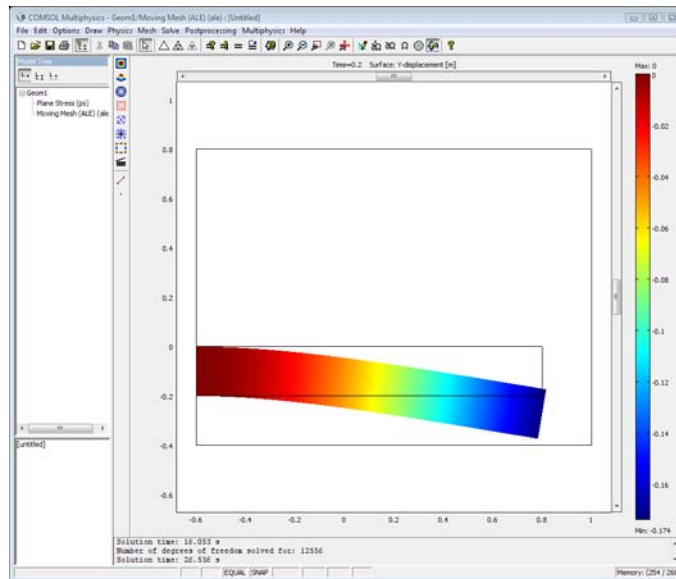 COMSOL Multiphysics - Geom1/Moving Mesh (ALE) (ale) : [Untitled]
File Edit Options Draw Physics Mesh Solve Postprocessing Multiphysics Help
Model Tree
Time=0.2 Surface: Y-displacement [m]
Max: 0
Geom1
Plane Stress (ps)
Moving Mesh (ALE) (ale
1
0.8
0.6
0.4
0.2
0
-0.2
-0.4
-0.6
-0.6 -0.4 -0.2 0 0.2 0.4 0.6 0.8 1
0
-0.02
-0.04
-0.06
-0.08
-0.1
-0.12
-0.14
-0.16
Min: -0.174
[untitled]
Solution time: 16.053 s
Number of degrees of freedom solved for: 12556
Solution time: 26.536 s
EQUAL SNAP
Memory: (254 /